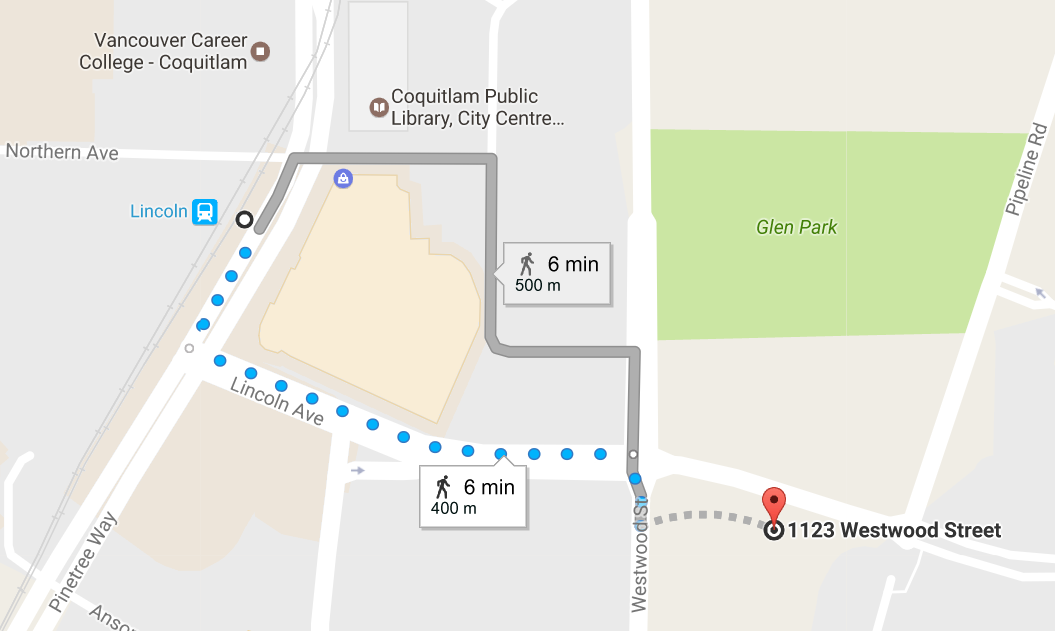 Vancouver Career
College - Coquitlam
Coquitlam Public
Library, City Centre...
Northern Ave
Pipeline Rd
Lincoln
Glen Park
6 min
500 m
Lincoln Ave
6 min
400 m
Westwood St
1123 Westwood Street
Pinetree Way